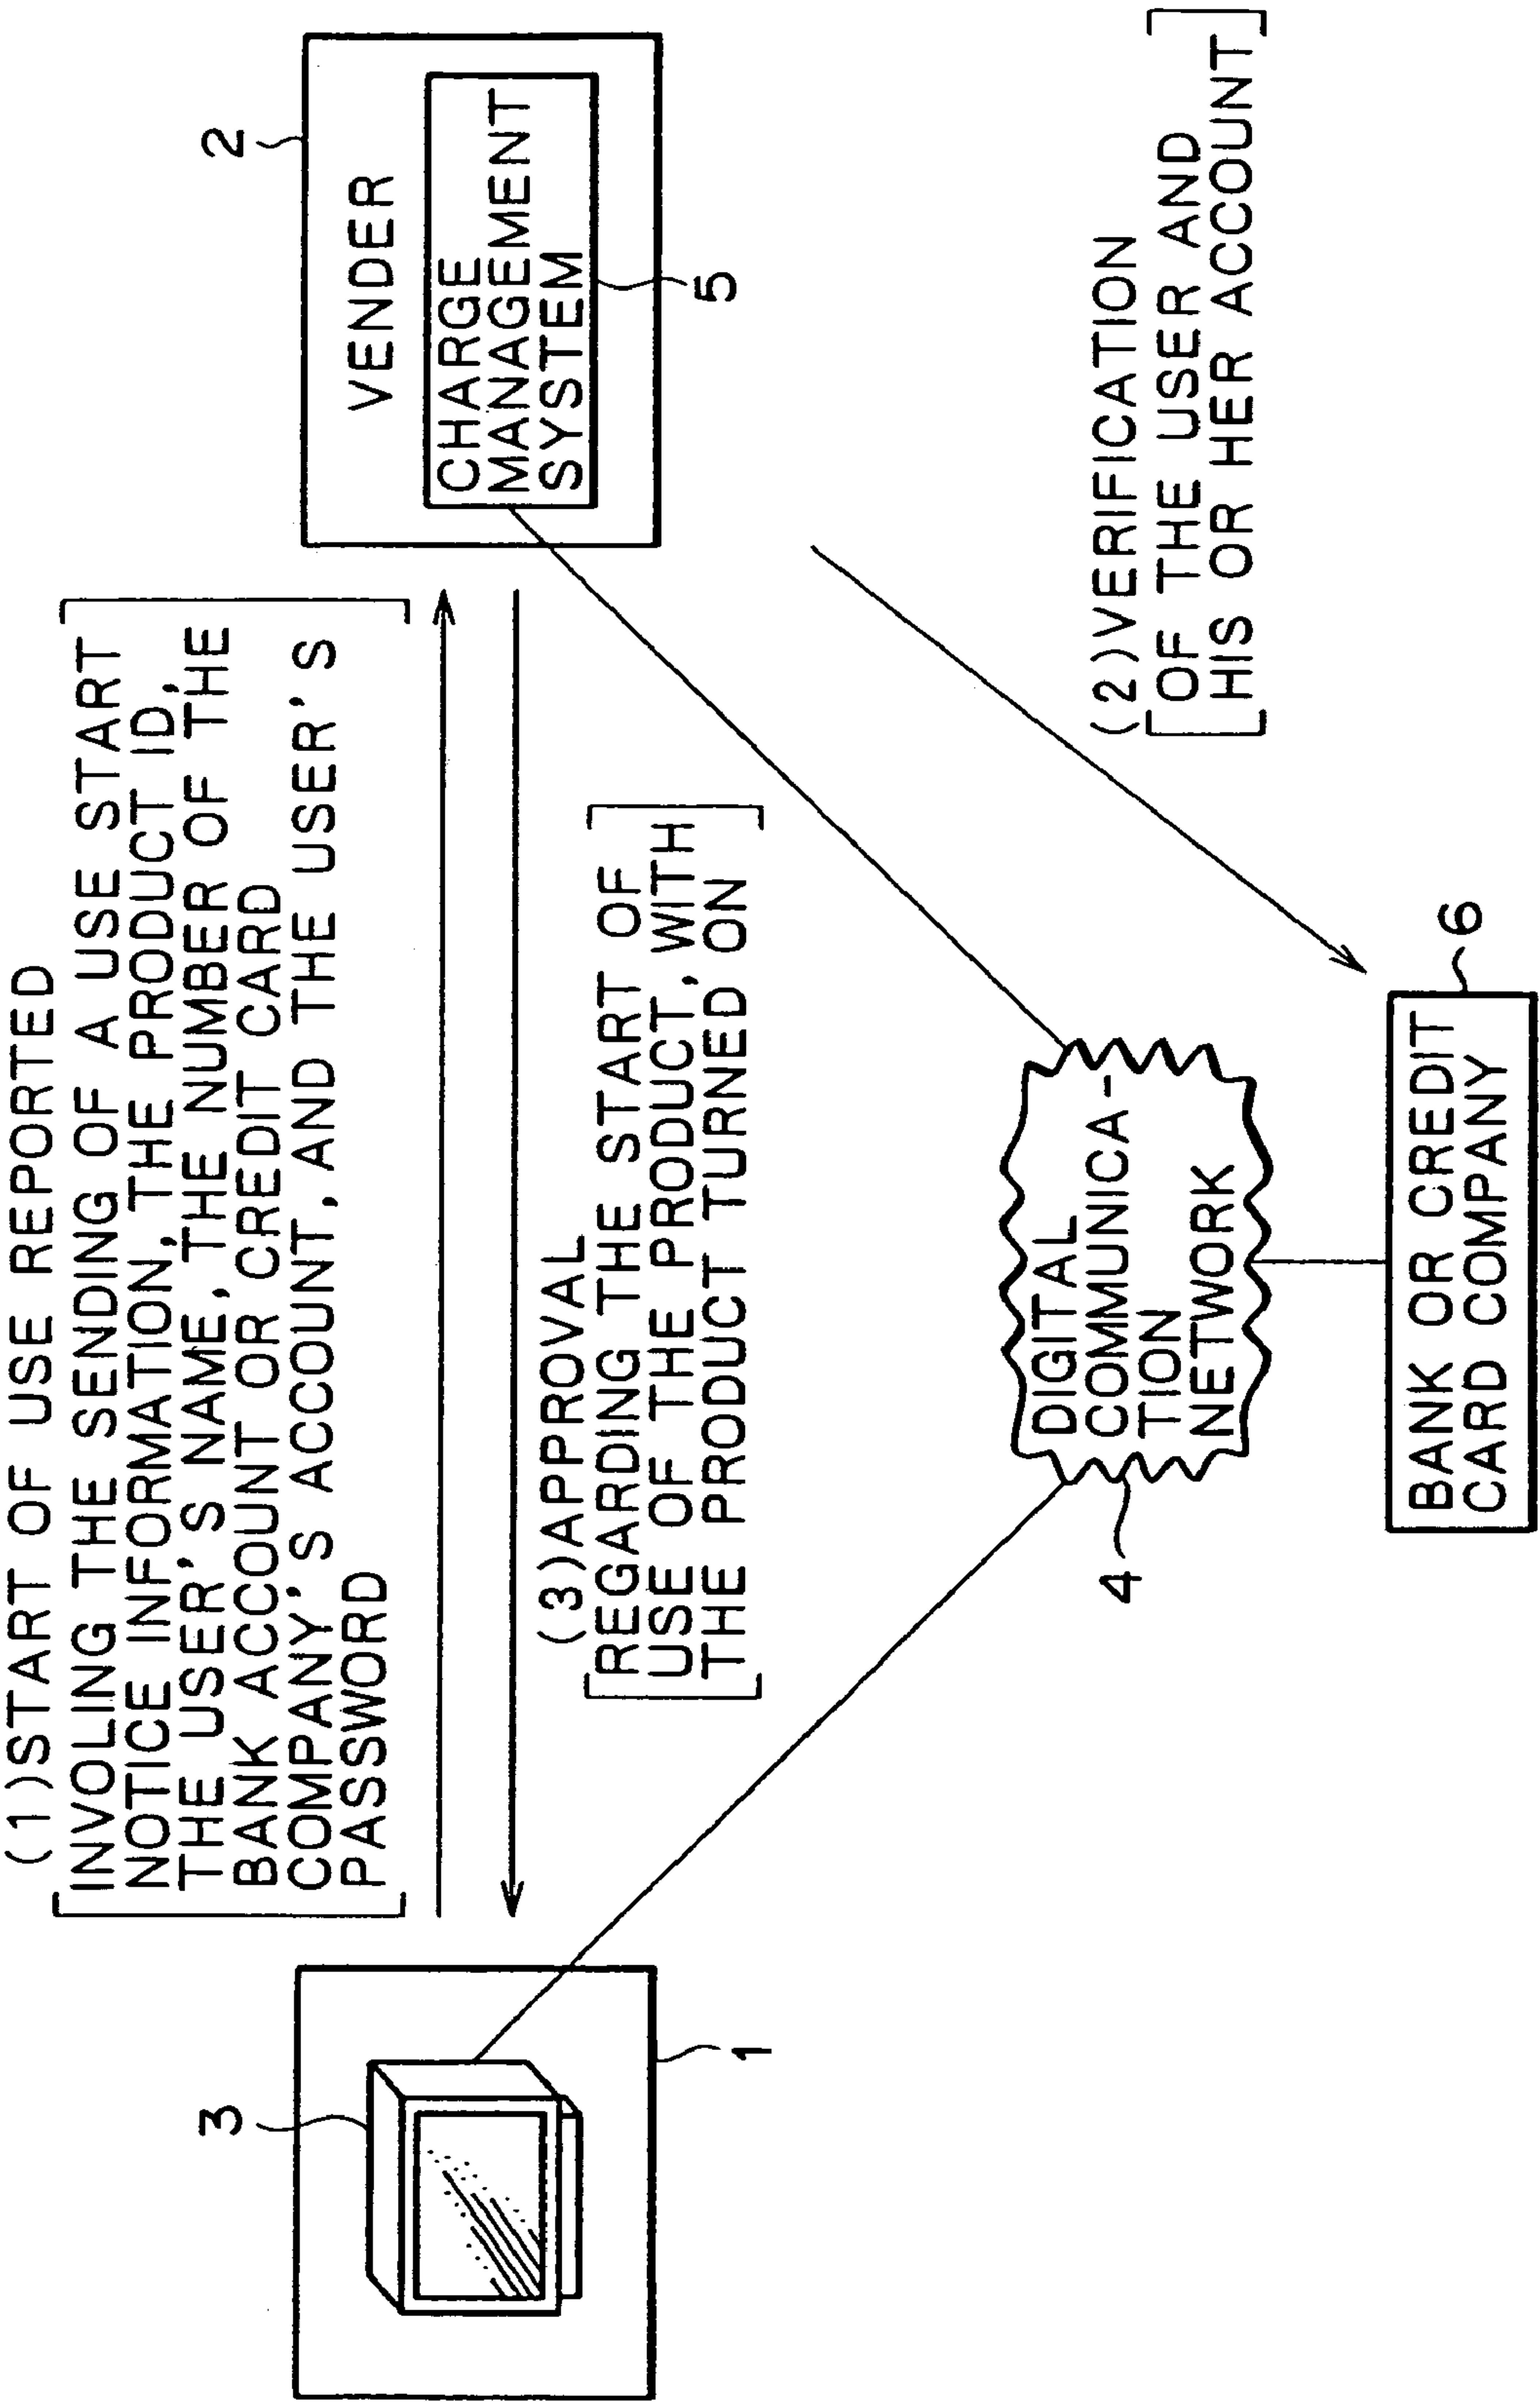 (1)START OF USE REPORTED
INVOLING THE SENDING OF A USE START
NOTICE INFORMATION, THE PRODUCT ID,
THE USER'S NAME, THE NUMBER OF THE
BANK ACCOUNT OR CREDIT CARD
COMPANY'S ACCOUNT, AND THE USER'S
PASSWORD
2
VENDER
CHARGE
MANAGEMENT
SYSTEM
5
3
1
(3)APPROVAL
REGARDING THE START OF
USE OF THE PRODUCT, WITH
THE PRODUCT TURNED ON
(2)VERIFICATION
OF THE USER AND
HIS OR HER ACCOUNT
DIGITAL
COMMUNICA-
TION
NETWORK
4
6
BANK OR CREDIT
CARD COMPANY